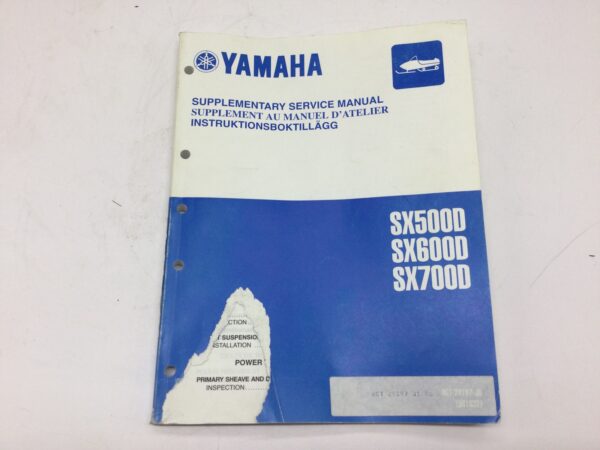 YAMAHA
SUPPLEMENTARY SERVICE MANUAL
SUPPLEMENT AU MANUEL D'ATELIER
INSTRUKTIONSBOKTILLÄGG
SX500D
SX600D
SX700D
CTION
SUSPENSION
STALLATION
POWER
PRIMARY SHEAVE AND
INSPECTION